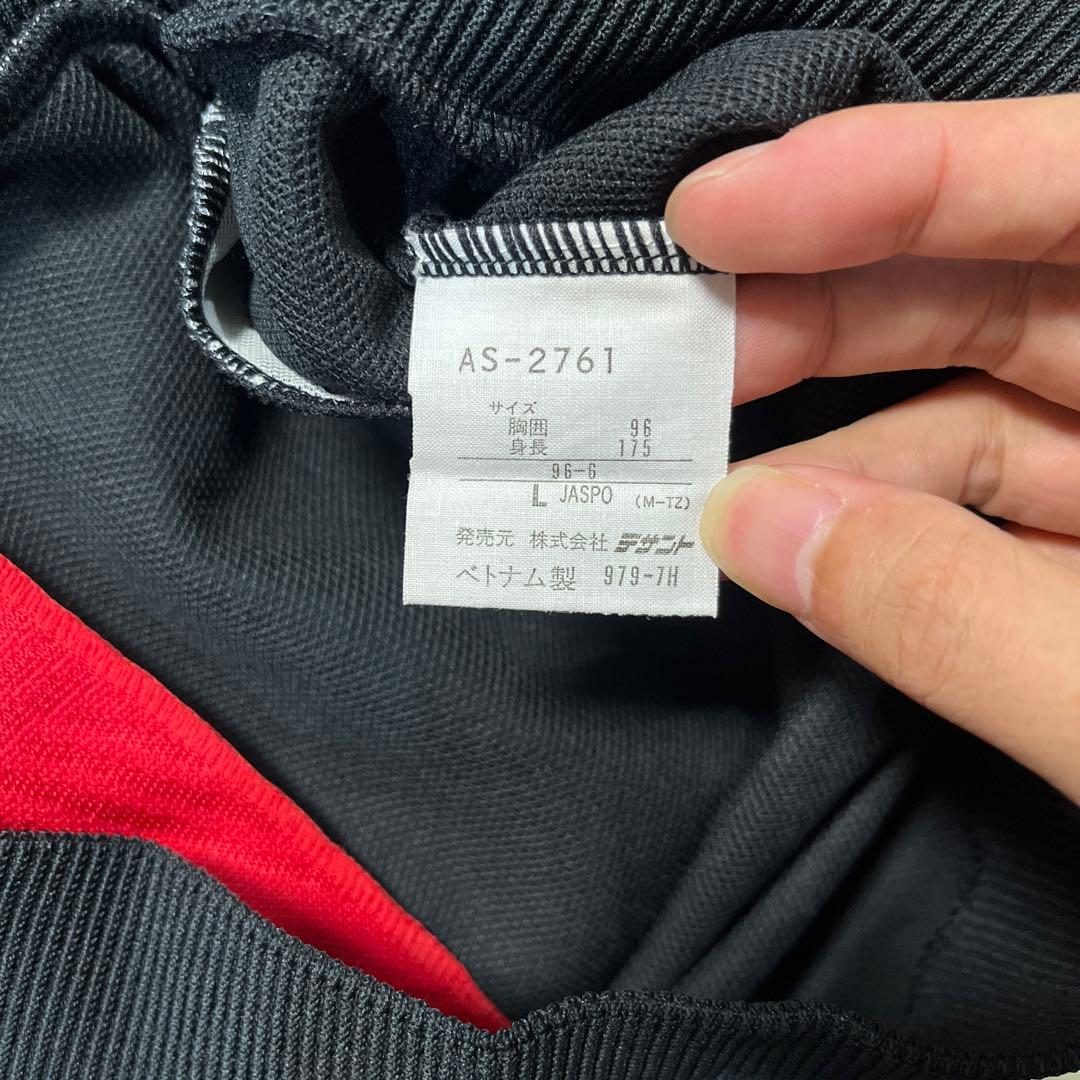 AS-2761
サイズ
胸囲 96
身長 175
96-6
L JASPO (M-TZ)
発売元 株式会社 デサント
ベトナム製 979-7H